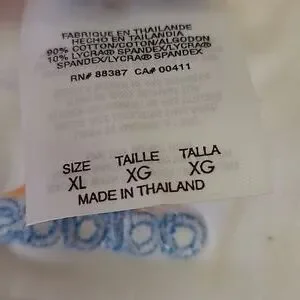 FABRIQUE EN THAILANDE
HECHO EN TAILANDIA
90% COTTON/COTON/ALGODON
10% LYCRA® SPANDEX/LYCRA®
SPANDEX/LYCRA® SPANDEX
RN# 88387 CA# 00411
SIZE TAILLE TALLA
XL XG XG
MADE IN THAILAND